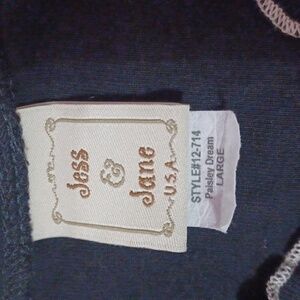 Jess
&
Jane
U.S.A.
STYLE#12-714
Paisley Dream
LARGE